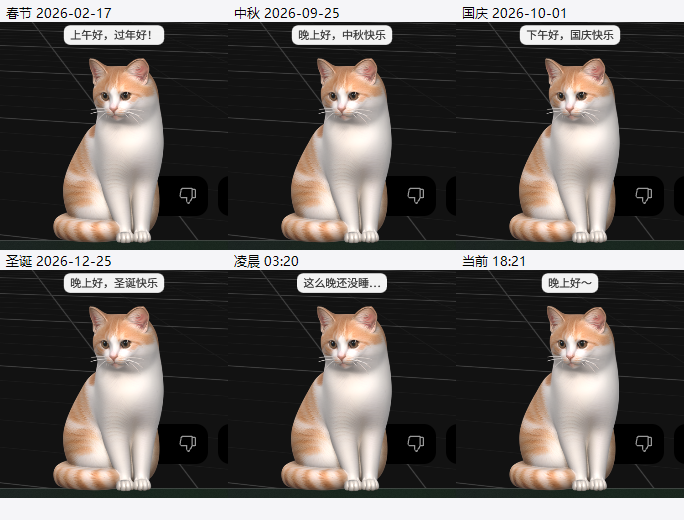 春节 2026-02-17
中秋 2026-09-25
国庆 2026-10-01
上午好，过年好！
晚上好，中秋快乐
下午好，国庆快乐
圣诞 2026-12-25
凌晨 03:20
当前 18:21
晚上好，圣诞快乐
这么晚还没睡…
晚上好～